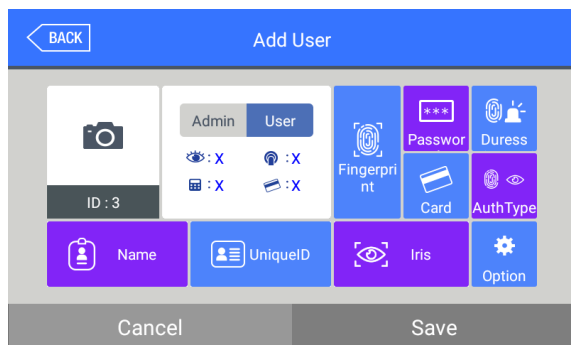 BACK
Add User
Admin
User
: X
: X
: X
: X
ID : 3
Fingerpri
nt
***
Passwor
Duress
Card
AuthType
Name
UniqueID
Iris
Option
Cancel
Save